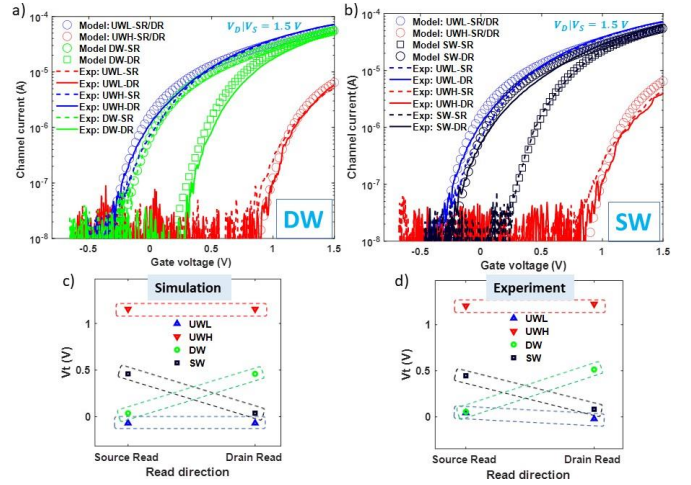 a)
V_D|V_S = 1.5 V
Model: UWL-SR/DR
Model: UWH-SR/DR
Model DW-SR
Model DW-DR
Exp: UWL-SR
Exp: UWL-DR
Exp: UWH-SR
Exp: UWH-DR
Exp: DW-SR
Exp: DW-DR
Channel current (A)
10^-4
10^-5
10^-6
10^-7
10^-8
-0.5 0 0.5 1 1.5
Gate voltage (V)
DW
b)
V_D|V_S = 1.5 V
Model: UWL-SR/DR
Model: UWH-SR/DR
Model SW-SR
Model SW-DR
Exp: UWL-SR
Exp: UWL-DR
Exp: UWH-SR
Exp: UWH-DR
Exp: SW-SR
Exp: SW-DR
Channel current (A)
10^-4
10^-5
10^-6
10^-7
10^-8
-0.5 0 0.5 1 1.5
Gate voltage (V)
SW
c)
Simulation
UWL
UWH
DW
SW
Vt (V)
1
0.5
0
Source Read Drain Read
Read direction
d)
Experiment
UWL
UWH
DW
SW
Vt (V)
1
0.5
0
Source Read Drain Read
Read direction